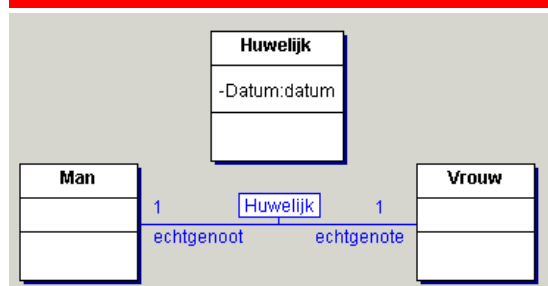 Huwelijk
-Datum:datum
Man
Vrouw
1 Huwelijk 1
echtgenoot echtgenote